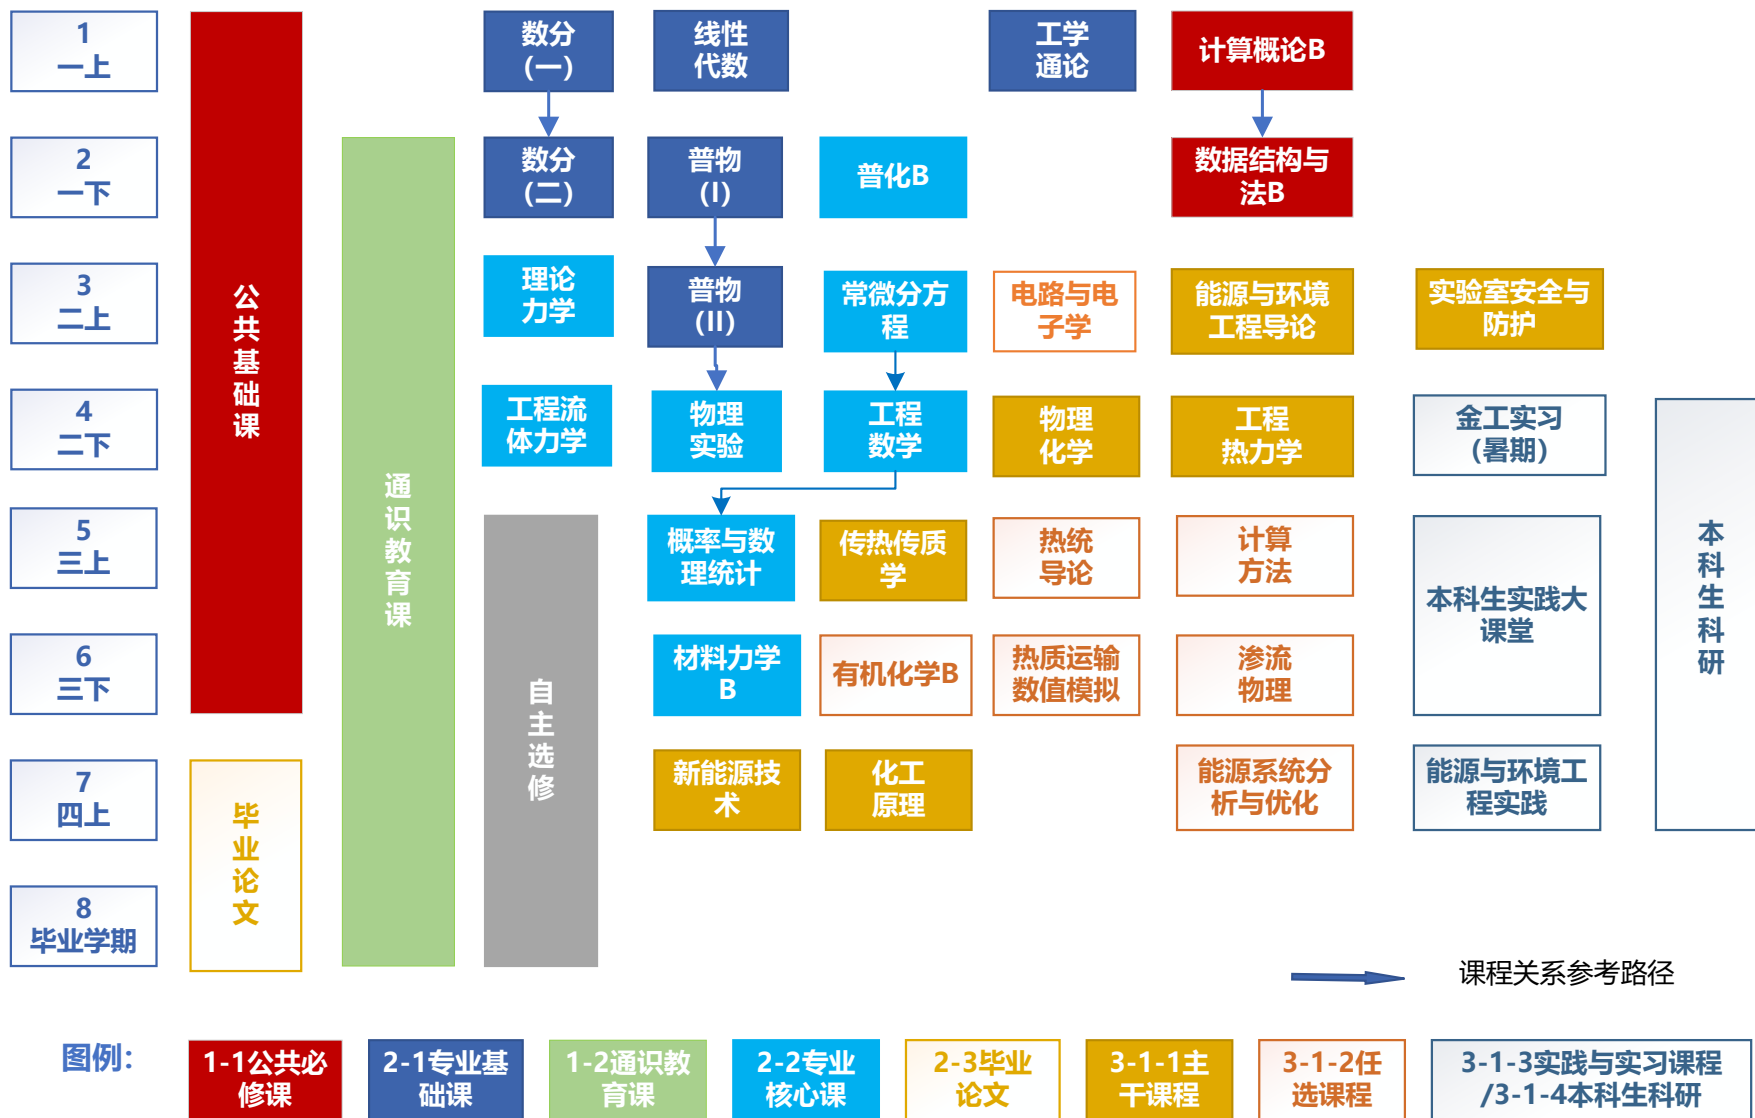 1
一上
数分
（一）
线性
代数
工学
通论
计算概论B
2
一下
数分
（二）
普物
（I）
普化B
数据结构与
法B
3
二上
理论
力学
普物
（II）
常微分方
程
电路与电
子学
能源与环境
工程导论
实验室安全与
防护
4
二下
工程流
体力学
物理
实验
工程
数学
物理
化学
工程
热力学
金工实习
（暑期）
5
三上
概率与数
理统计
传热传质
学
热统
导论
计算
方法
本科生实践大
课堂
6
三下
材料力学
B
有机化学B
热质运输
数值模拟
渗流
物理
7
四上
新能源技
术
化工
原理
能源系统分
析与优化
能源与环境工
程实践
8
毕业学期
公共基础课
毕业论文
通识教育课
自主选修
本科生科研
课程关系参考路径
图例：
1-1公共必
修课
2-1专业基
础课
1-2通识教
育课
2-2专业
核心课
2-3毕业
论文
3-1-1主
干课程
3-1-2任
选课程
3-1-3实践与实习课程
/3-1-4本科生科研